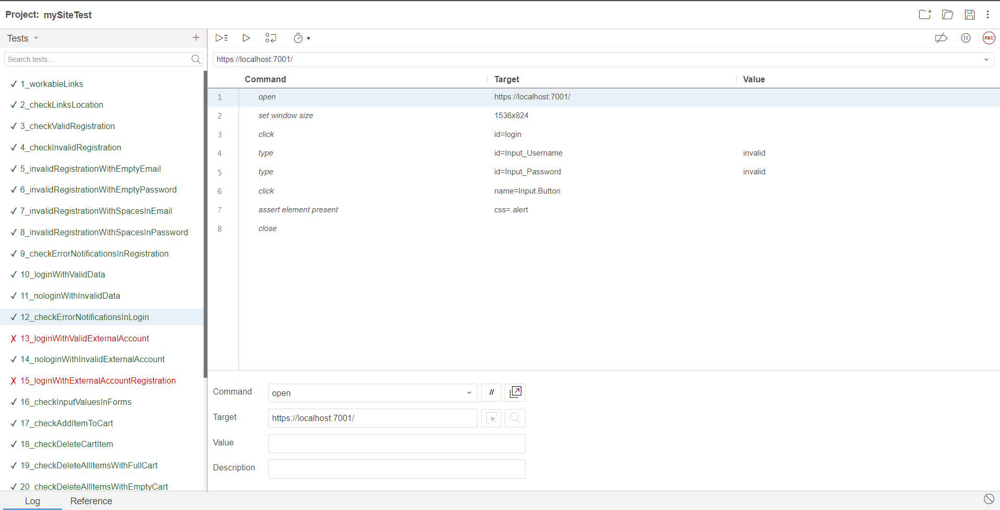 Project: mySiteTest
Tests
Search tests...
1_workableLinks
2_checkLinksLocation
3_checkValidRegistration
4_checkInvalidRegistration
5_invalidRegistrationWithEmptyEmail
6_invalidRegistrationWithEmptyPassword
7_invalidRegistrationWithSpacesInEmail
8_invalidRegistrationWithSpacesInPassword
9_checkErrorNotificationsInRegistration
10_loginWithValidData
11_nologinWithInvalidData
12_checkErrorNotificationsInLogin
13_loginWithValidExternalAccount
14_nologinWithInvalidExternalAccount
15_loginWithExternalAccountRegistration
16_checkInputValuesInForms
17_checkAddItemToCart
18_checkDeleteCartItem
19_checkDeleteAllItemsWithFullCart
20_checkDeleteAllItemsWithEmptyCart
REC
https://localhost:7001/
Command Target Value
1 open https://localhost:7001/
2 set window size 1536x824
3 click id=login
4 type id=Input_Username invalid
5 type id=Input_Password invalid
6 click name=Input.Button
7 assert element present css=.alert
8 close
Command open //
Target https://localhost:7001/
Value
Description
Log Reference